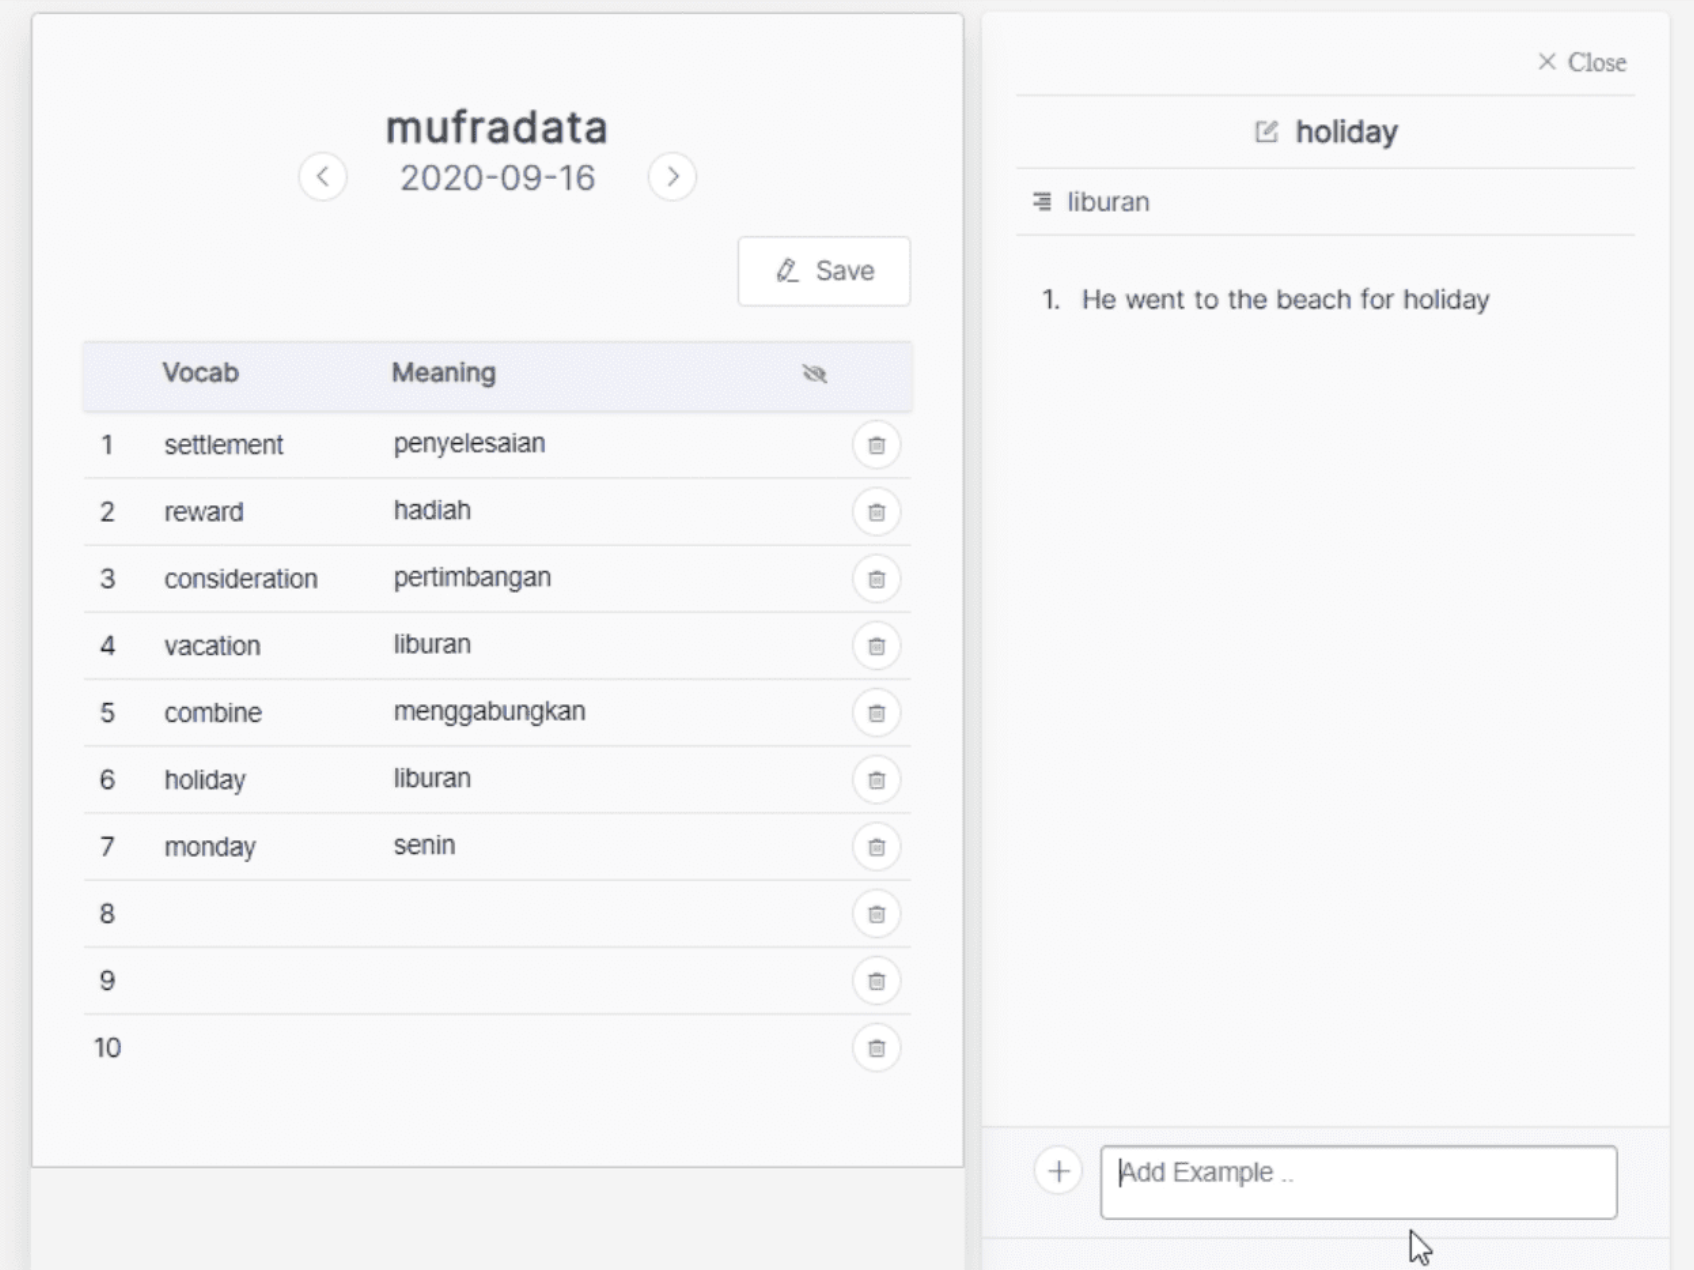 mufradata
2020-09-16
Save
Vocab Meaning
1 settlement penyelesaian
2 reward hadiah
3 consideration pertimbangan
4 vacation liburan
5 combine menggabungkan
6 holiday liburan
7 monday senin
8
9
10
Close
holiday
liburan
1. He went to the beach for holiday
Add Example ..